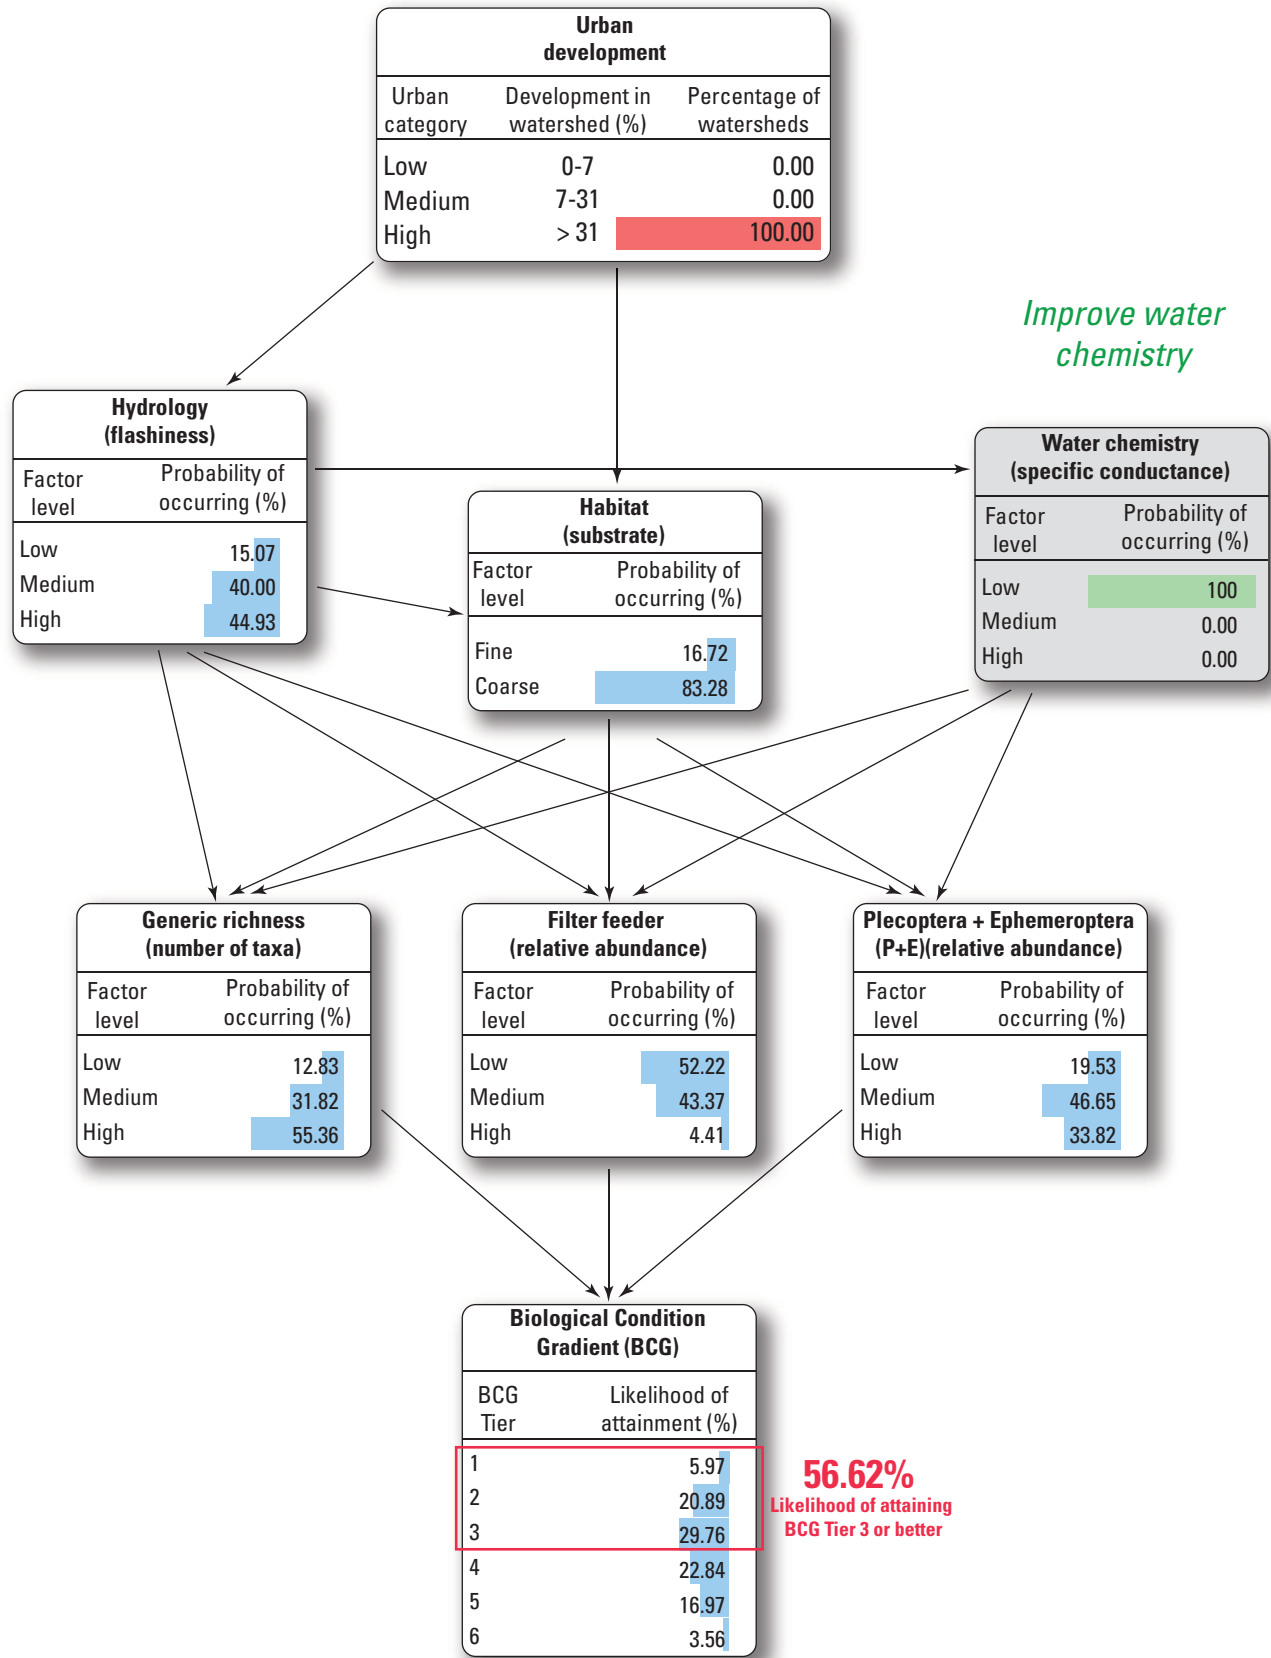 Urban
development
Urban category Development in watershed (%) Percentage of watersheds
Low 0-7 0.00
Medium 7-31 0.00
High > 31 100.00
Improve water
chemistry
Hydrology
(flashiness)
Factor level Probability of occurring (%)
Low 15.07
Medium 40.00
High 44.93
Habitat
(substrate)
Factor level Probability of occurring (%)
Fine 16.72
Coarse 83.28
Water chemistry
(specific conductance)
Factor level Probability of occurring (%)
Low 100
Medium 0.00
High 0.00
Generic richness
(number of taxa)
Factor level Probability of occurring (%)
Low 12.83
Medium 31.82
High 55.36
Filter feeder
(relative abundance)
Factor level Probability of occurring (%)
Low 52.22
Medium 43.37
High 4.41
Plecoptera + Ephemeroptera
(P+E)(relative abundance)
Factor level Probability of occurring (%)
Low 19.53
Medium 46.65
High 33.82
Biological Condition
Gradient (BCG)
BCG Tier Likelihood of attainment (%)
1 5.97
2 20.89
3 29.76
4 22.84
5 16.97
6 3.56
56.62%
Likelihood of attaining
BCG Tier 3 or better